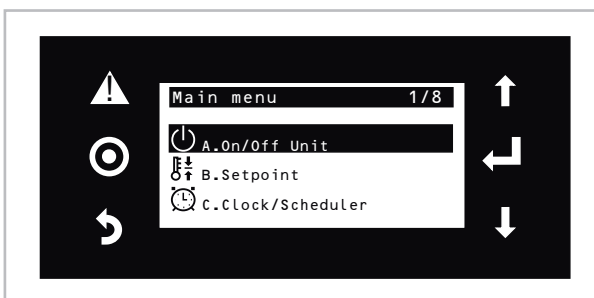 Main menu 1/8
A.On/Off Unit
B.Setpoint
C.Clock/Scheduler